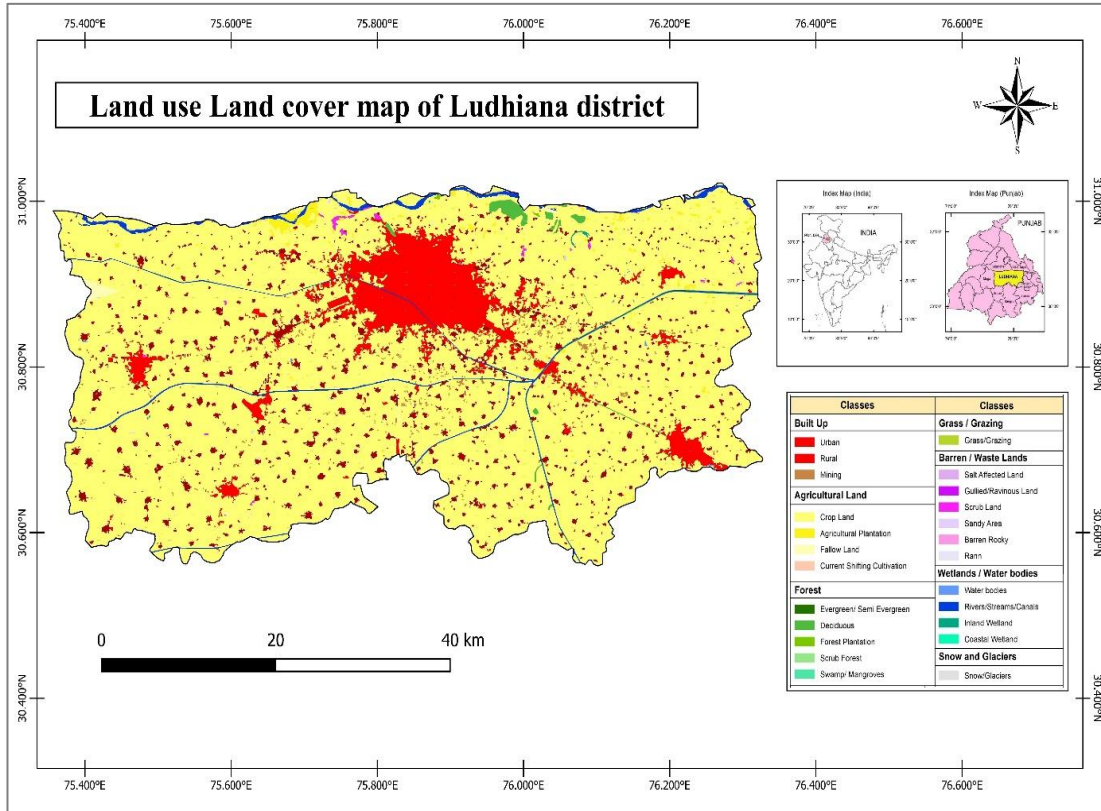 75.400°E 75.600°E 75.800°E 76.000°E 76.200°E 76.400°E 76.600°E
Land use Land cover map of Ludhiana district
N
W E
S
31.000°N 31.000°N
30.800°N 30.800°N
30.600°N 30.600°N
30.400°N 30.400°N
Index Map (India)
INDIA
Index Map (Punjab)
PUNJAB
LUDHIANA
Classes
Built Up
Urban
Rural
Mining
Agricultural Land
Crop Land
Agricultural Plantation
Fallow Land
Current Shifting Cultivation
Forest
Evergreen/ Semi Evergreen
Deciduous
Forest Plantation
Scrub Forest
Swamp/ Mangroves
Classes
Grass / Grazing
Grass/Grazing
Barren / Waste Lands
Salt Affected Land
Gullied/Ravinous Land
Scrub Land
Sandy Area
Barren Rocky
Rann
Wetlands / Water bodies
Water bodies
Rivers/Streams/Canals
Inland Wetland
Coastal Wetland
Snow and Glaciers
Snow/Glaciers
0 20 40 km
75.400°E 75.600°E 75.800°E 76.000°E 76.200°E 76.400°E 76.600°E